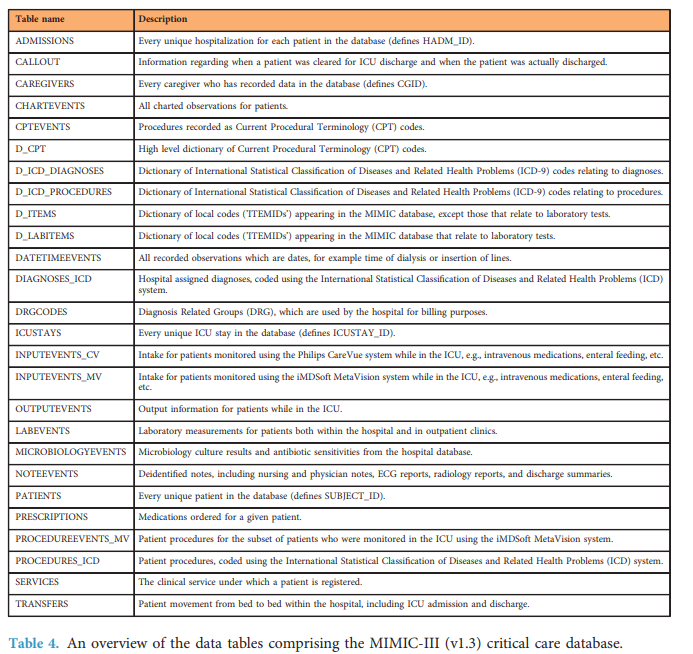 Table name Description
ADMISSIONS Every unique hospitalization for each patient in the database (defines HADM_ID).
CALLOUT Information regarding when a patient was cleared for ICU discharge and when the patient was actually discharged.
CAREGIVERS Every caregiver who has recorded data in the database (defines CGID).
CHARTEVENTS All charted observations for patients.
CPTEVENTS Procedures recorded as Current Procedural Terminology (CPT) codes.
D_CPT High level dictionary of Current Procedural Terminology (CPT) codes.
D_ICD_DIAGNOSES Dictionary of International Statistical Classification of Diseases and Related Health Problems (ICD-9) codes relating to diagnoses.
D_ICD_PROCEDURES Dictionary of International Statistical Classification of Diseases and Related Health Problems (ICD-9) codes relating to procedures.
D_ITEMS Dictionary of local codes ('ITEMIDs') appearing in the MIMIC database, except those that relate to laboratory tests.
D_LABITEMS Dictionary of local codes ('ITEMIDs') appearing in the MIMIC database that relate to laboratory tests.
DATETIMEEVENTS All recorded observations which are dates, for example time of dialysis or insertion of lines.
DIAGNOSES_ICD Hospital assigned diagnoses, coded using the International Statistical Classification of Diseases and Related Health Problems (ICD)
system.
DRGCODES Diagnosis Related Groups (DRG), which are used by the hospital for billing purposes.
ICUSTAYS Every unique ICU stay in the database (defines ICUSTAY_ID).
INPUTEVENTS_CV Intake for patients monitored using the Philips CareVue system while in the ICU, e.g., intravenous medications, enteral feeding, etc.
INPUTEVENTS_MV Intake for patients monitored using the iMDSoft MetaVision system while in the ICU, e.g., intravenous medications, enteral feeding,
etc.
OUTPUTEVENTS Output information for patients while in the ICU.
LABEVENTS Laboratory measurements for patients both within the hospital and in outpatient clinics.
MICROBIOLOGYEVENTS Microbiology culture results and antibiotic sensitivities from the hospital database.
NOTEEVENTS Deidentified notes, including nursing and physician notes, ECG reports, radiology reports, and discharge summaries.
PATIENTS Every unique patient in the database (defines SUBJECT_ID).
PRESCRIPTIONS Medications ordered for a given patient.
PROCEDUREEVENTS_MV Patient procedures for the subset of patients who were monitored in the ICU using the iMDSoft MetaVision system.
PROCEDURES_ICD Patient procedures, coded using the International Statistical Classification of Diseases and Related Health Problems (ICD) system.
SERVICES The clinical service under which a patient is registered.
TRANSFERS Patient movement from bed to bed within the hospital, including ICU admission and discharge.
Table 4. An overview of the data tables comprising the MIMIC-III (v1.3) critical care database.